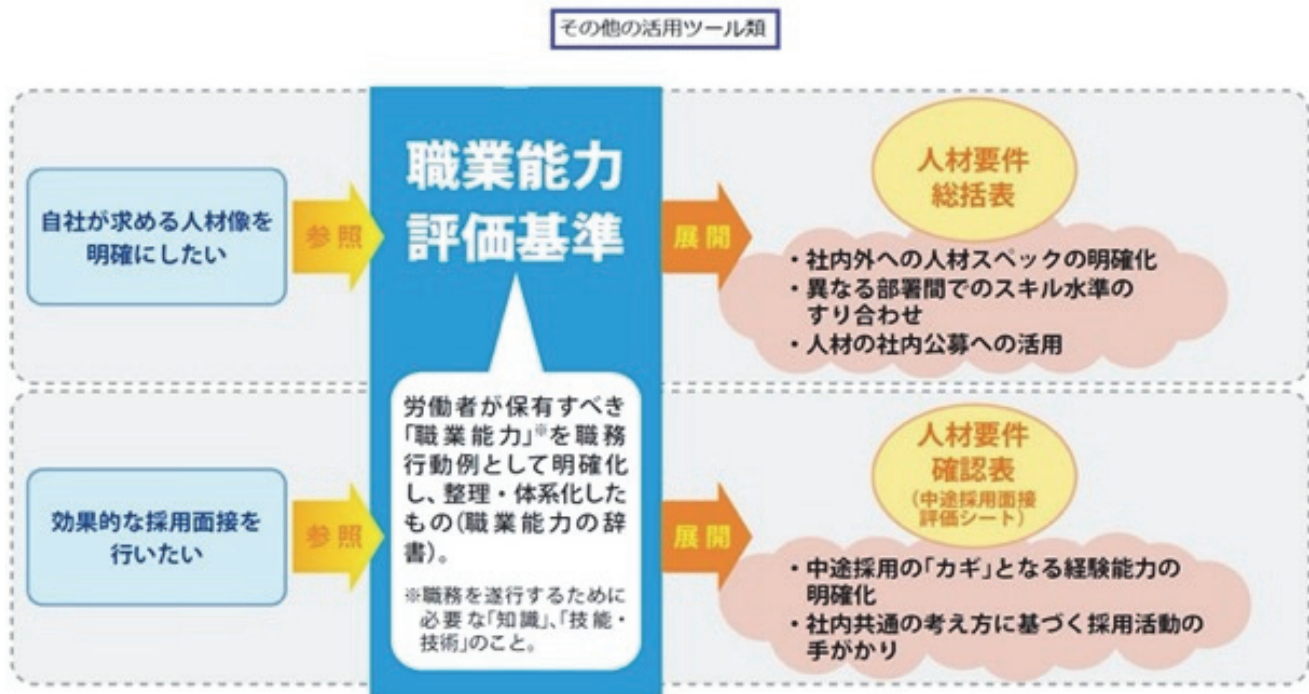 その他の活用ツール類
自社が求める人材像を
明確にしたい
参照
職業能力
評価基準
展開
人材要件
総括表
・社内外への人材スペックの明確化
・異なる部署間でのスキル水準の
すり合わせ
・人材の社内公募への活用
効果的な採用面接を
行いたい
参照
労働者が保有すべき
「職業能力」※を職務
行動例として明確化
し、整理・体系化した
もの(職業能力の辞
書)。
※職務を遂行するために
必要な「知識」、「技能・
技術」のこと。
展開
人材要件
確認表
(中途採用面接
評価シート)
・中途採用の「カギ」となる経験能力の
明確化
・社内共通の考え方に基づく採用活動の
手がかり